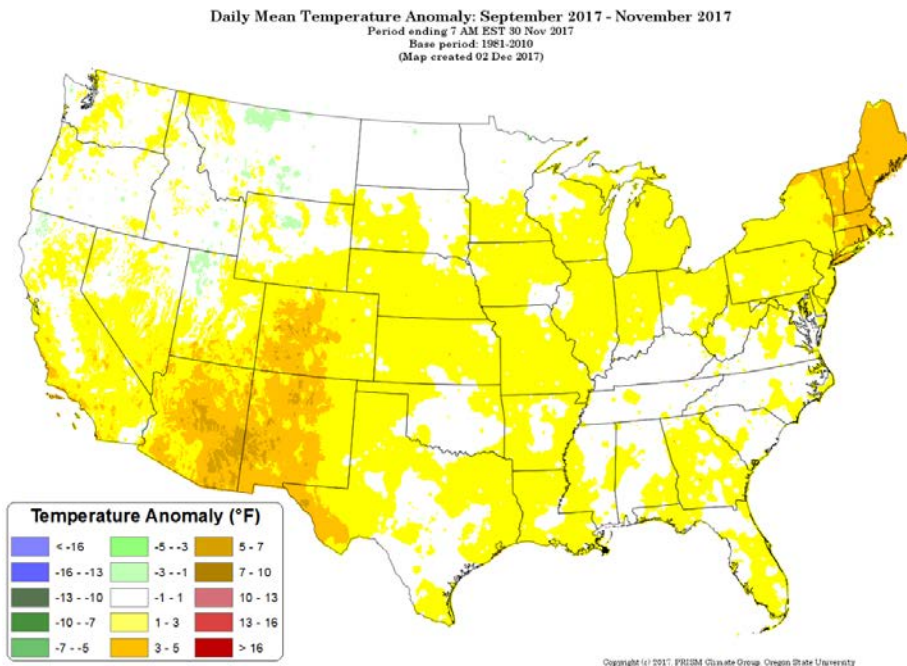 Daily Mean Temperature Anomaly: September 2017 - November 2017
Period ending 7 AM EST 30 Nov 2017
Base period: 1981-2010
(Map created 02 Dec 2017)
Temperature Anomaly (°F)
< -16
-5 - -3
5 - 7
-16 - -13
-3 - -1
7 - 10
-13 - -10
-1 - 1
10 - 13
-10 - -7
1 - 3
13 - 16
-7 - -5
3 - 5
> 16
Copyright (c) 2017, PRISM Climate Group, Oregon State University